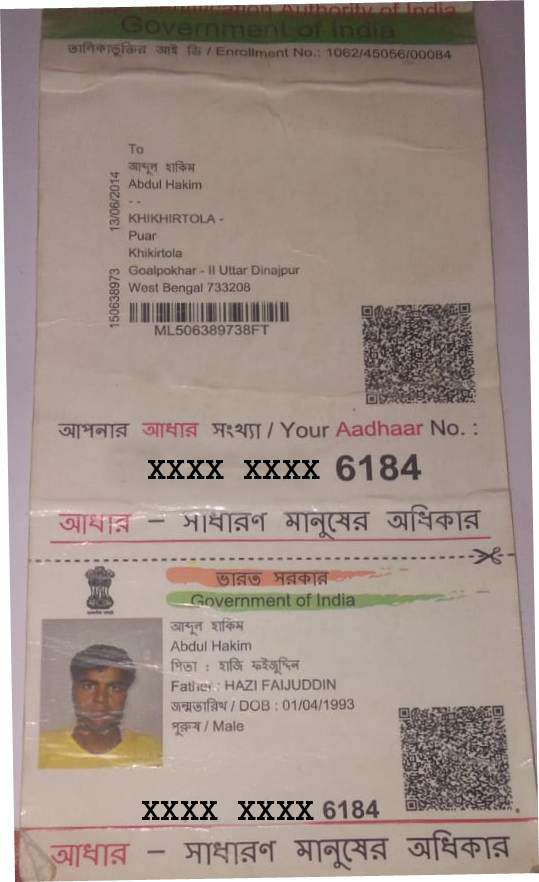 Authority of India
Government of India
তালিকাভুক্তির আই ডি / Enrollment No.: 1062/45056/00084
To
আব্দুল হাকিম
Abdul Hakim
- -
KHIKHIRTOLA -
Puar
Khikirtola
Goalpokhar - II Uttar Dinajpur
West Bengal 733208
150638973 13/06/2014
ML506389738FT
আপনার আধার সংখ্যা / Your Aadhaar No. :
XXXX XXXX 6184
আধার – সাধারণ মানুষের অধিকার
ভারত সরকার
Government of India
আব্দুল হাকিম
Abdul Hakim
পিতা : হাজি ফইজুদ্দিন
Father : HAZI FAIJUDDIN
জন্মতারিখ / DOB : 01/04/1993
পুরুষ / Male
XXXX XXXX 6184
আধার – সাধারণ মানুষের অধিকার